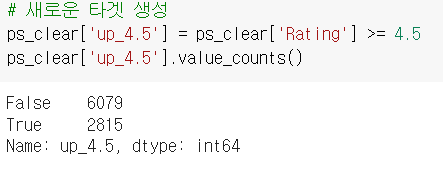 # 새로운 타겟 생성
ps_clear['up_4.5'] = ps_clear['Rating'] >= 4.5
ps_clear['up_4.5'].value_counts()
False    6079
True     2815
Name: up_4.5, dtype: int64